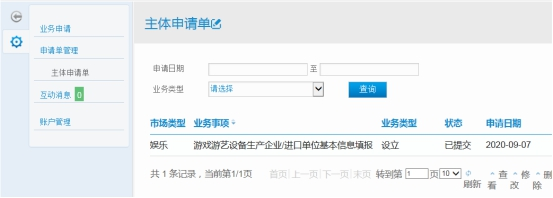 业务申请
申请单管理
主体申请单
互动消息 0
账户管理
主体申请单
申请日期 至
业务类型 请选择 查询
市场类型 业务事项 业务类型 状态 申请日期
娱乐 游戏游艺设备生产企业/进口单位基本信息填报 设立 已提交 2020-09-07
共 1 条记录，当前第1/1页 首页|上一页|下一页|末页 转到第 1 页 10 刷新 查看 修改 删除